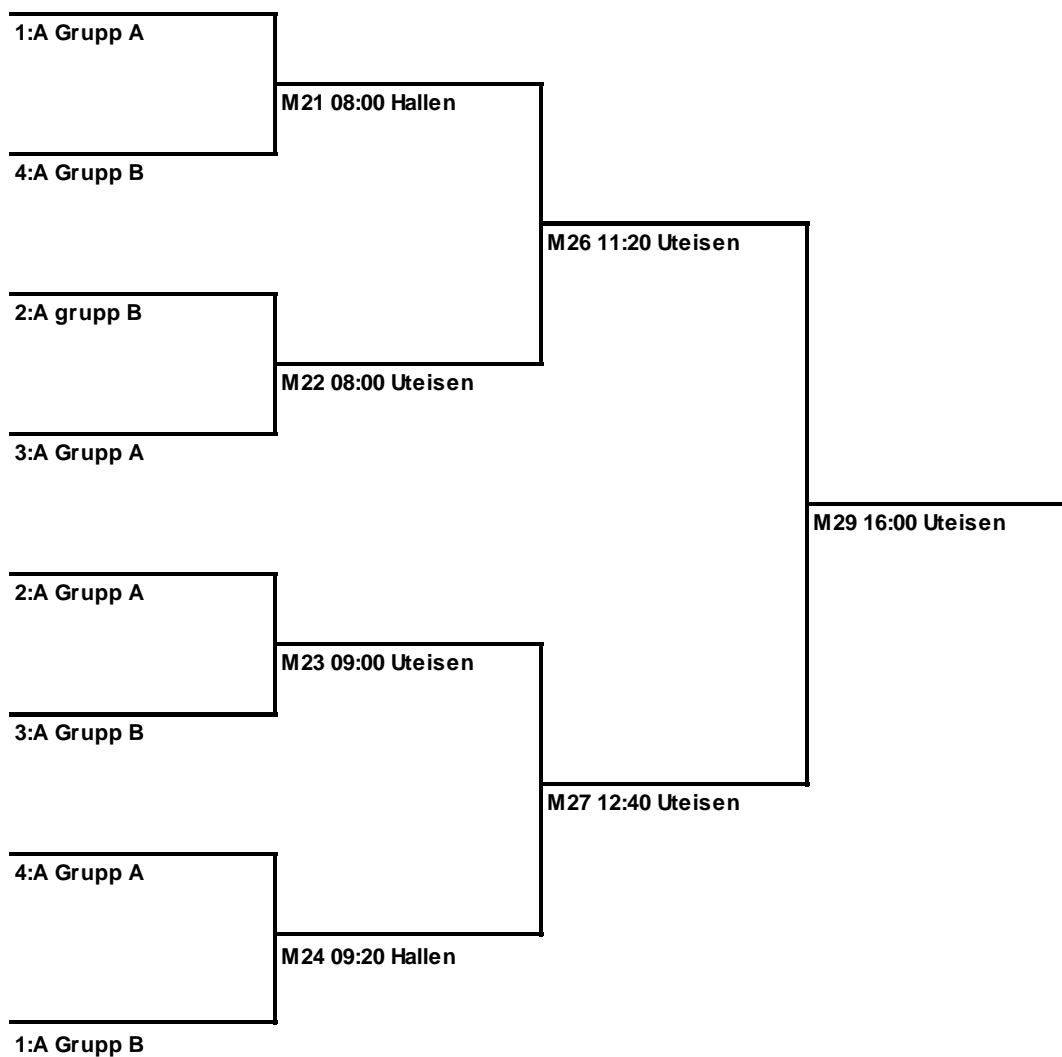 1:A Grupp A
M21 08:00 Hallen
4:A Grupp B
M26 11:20 Uteisen
2:A grupp B
M22 08:00 Uteisen
3:A Grupp A
M29 16:00 Uteisen
2:A Grupp A
M23 09:00 Uteisen
3:A Grupp B
M27 12:40 Uteisen
4:A Grupp A
M24 09:20 Hallen
1:A Grupp B